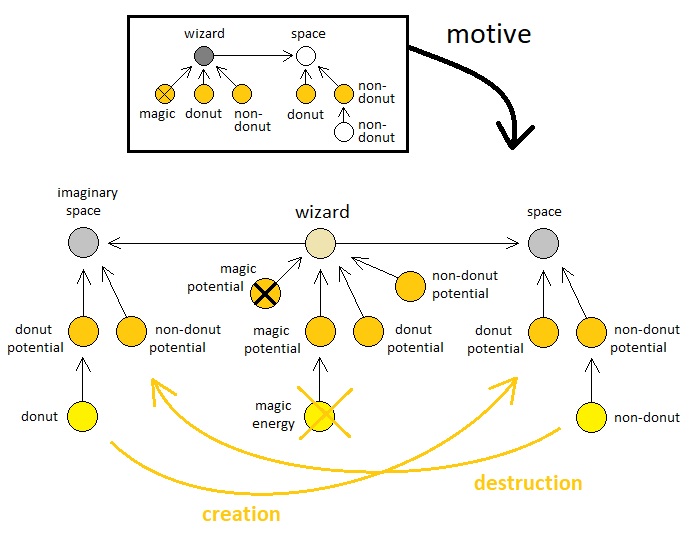 motive
wizard
space
magic
donut
non-
donut
donut
non-
donut
non-
donut
imaginary
space
wizard
space
magic
potential
non-donut
potential
donut
potential
non-donut
potential
magic
potential
donut
potential
donut
potential
non-donut
potential
donut
magic
energy
non-donut
creation
destruction